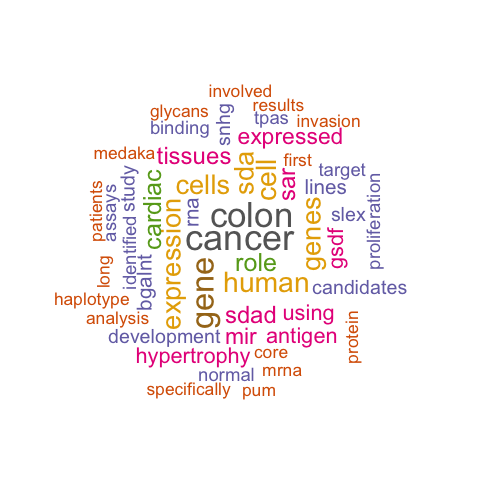 involved
glycans
results
binding
snhg
tpas
invasion
expressed
medaka
tissues
sda
cell
first
sar
target
lines
patients
assays
study
identified
cardiac
cells
rna
colon
cancer
genes
gsdf
slex
proliferation
long
bgalnt
expression
gene
role
human
candidates
haplotype
analysis
sdad
using
development
mir
antigen
protein
hypertrophy
core
normal
mrna
specifically
pum